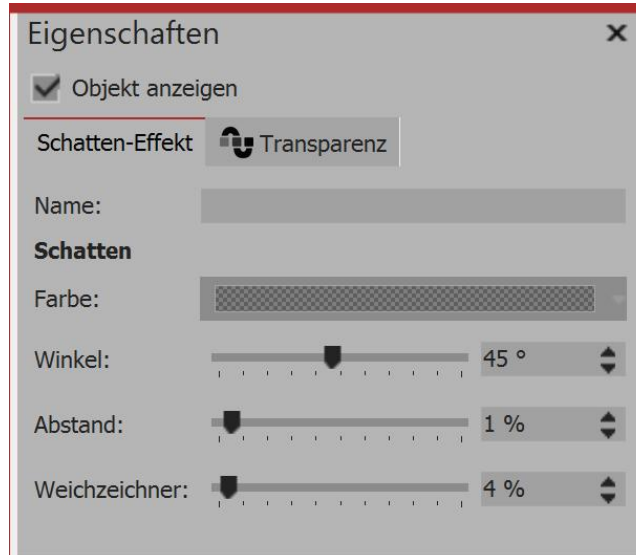 Eigenschaften
Objekt anzeigen
Schatten-Effekt Transparenz
Name:
Schatten
Farbe:
Winkel: 45 °
Abstand: 1 %
Weichzeichner: 4 %